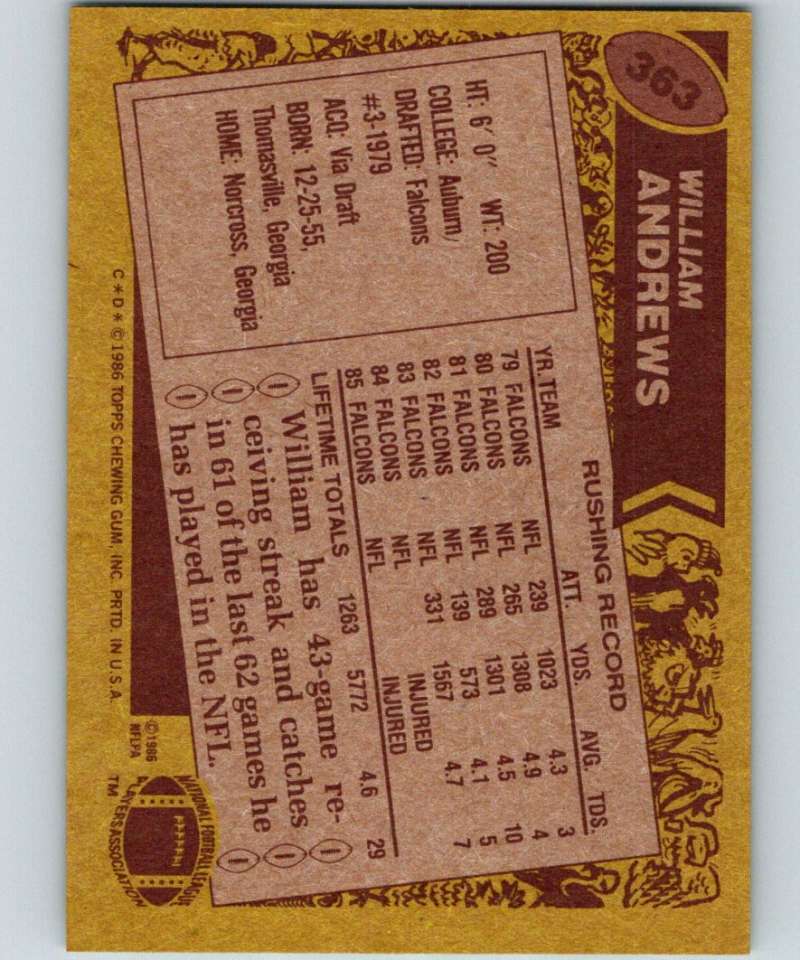 363
WILLIAM
ANDREWS
HT: 6' 0" WT: 200
COLLEGE: Auburn,
DRAFTED: Falcons
#3-1979
ACQ: Via Draft
BORN: 12-25-55,
Thomasville, Georgia
HOME: Norcross, Georgia
RUSHING RECORD
YR. TEAM ATT. YDS. AVG. TDS.
79 FALCONS NFL 239 1023 4.3 3
80 FALCONS NFL 265 1308 4.9 4
81 FALCONS NFL 289 1301 4.5 10
82 FALCONS NFL 139 573 4.1 5
83 FALCONS NFL 331 1567 4.7 7
84 FALCONS NFL INJURED
85 FALCONS NFL INJURED
LIFETIME TOTALS 1263 5772 4.6 29
William has 43-game re-
ceiving streak and catches
in 61 of the last 62 games he
has played in the NFL.
C*D*© 1986 TOPPS CHEWING GUM, INC. PRTD. IN U.S.A.
©1986
NFLPA
NATIONAL FOOTBALL LEAGUE
PLAYERS ASSOCIATION
TM